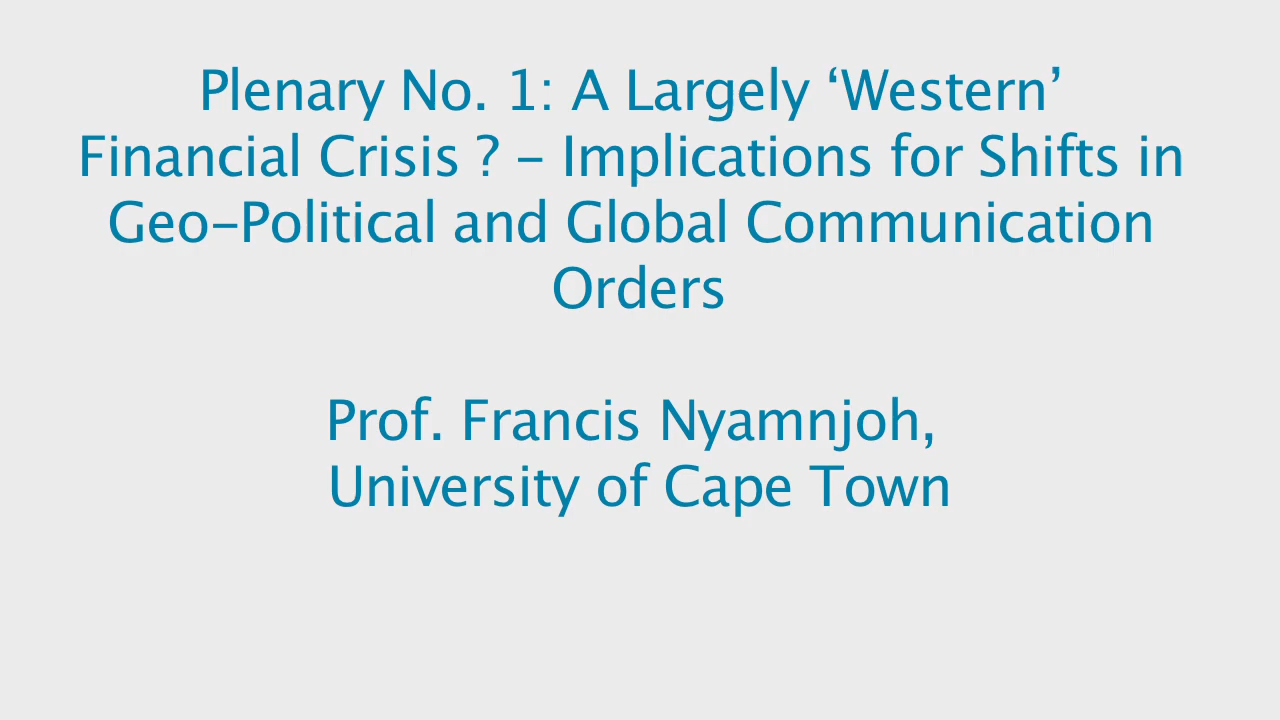 Plenary No. 1: A Largely ‘Western’
Financial Crisis ? – Implications for Shifts in
Geo–Political and Global Communication
Orders
Prof. Francis Nyamnjoh,
University of Cape Town